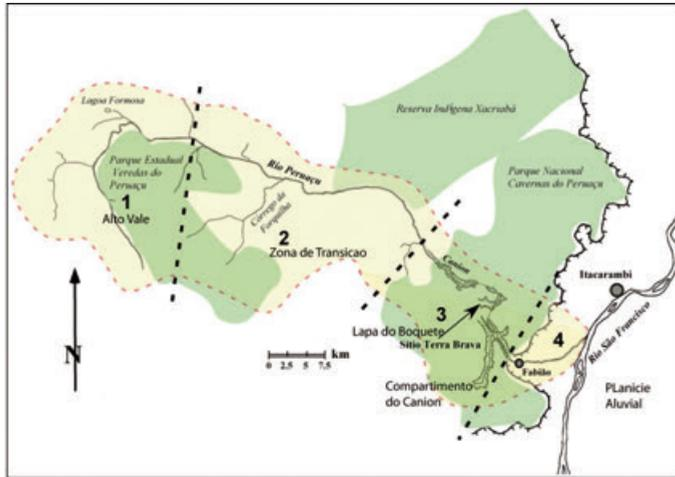 Lagoa Formosa
Reserva Indígena Xacriabá
Parque Estadual
Veredas do
Peruaçu
Rio Peruaçu
Parque Nacional
Cavernas do Peruaçu
1
Alto Vale
Córrego da Forquilha
2
Zona de Transicao
Canion
Itacarambi
3
Lapa do Boquete
Sítio Terra Brava
4
Rio São Francisco
N
km
0 2.5 5 7.5
Fabião
Compartimento
do Canion
PLanicie
Aluvial